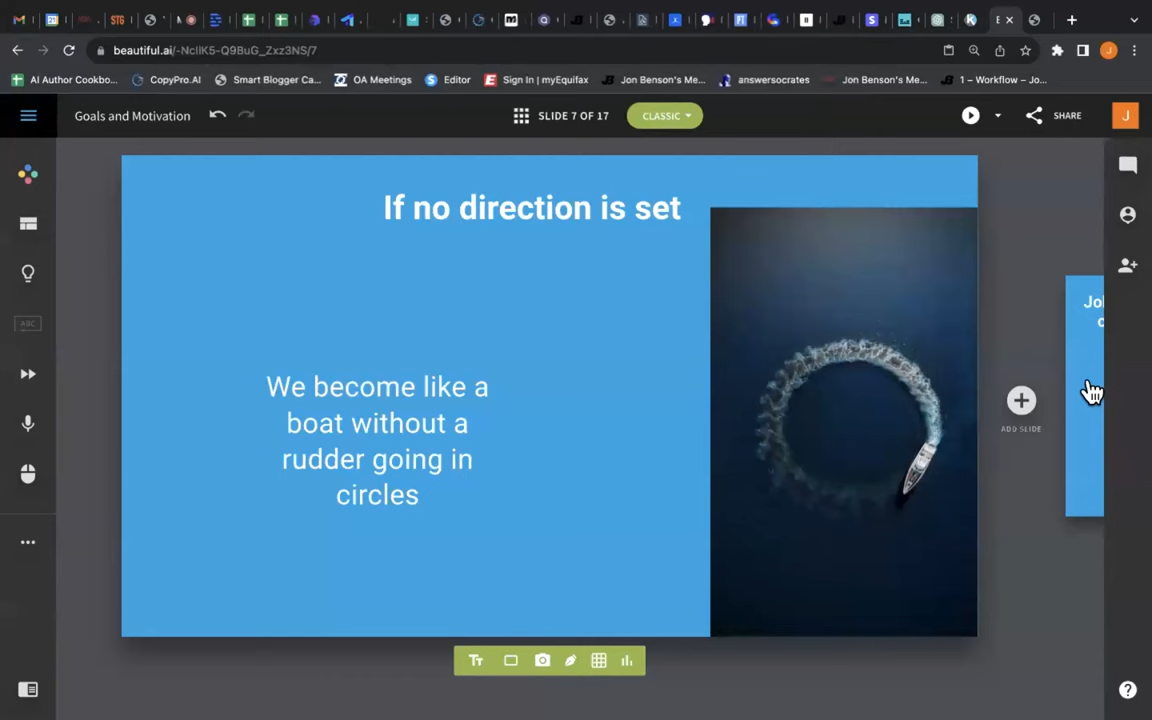 beautiful.ai/-NcIlK5-Q9BuG_Zxz3NS/7
AI Author Cookbo...
CopyPro.AI
Smart Blogger Ca...
OA Meetings
Editor
Sign In | myEquifax
Jon Benson's Me...
answersocrates
Jon Benson's Me...
1 – Workflow – Jo...
Goals and Motivation
SLIDE 7 OF 17
CLASSIC
SHARE
J
If no direction is set
We become like a
boat without a
rudder going in
circles
ADD SLIDE
ABC